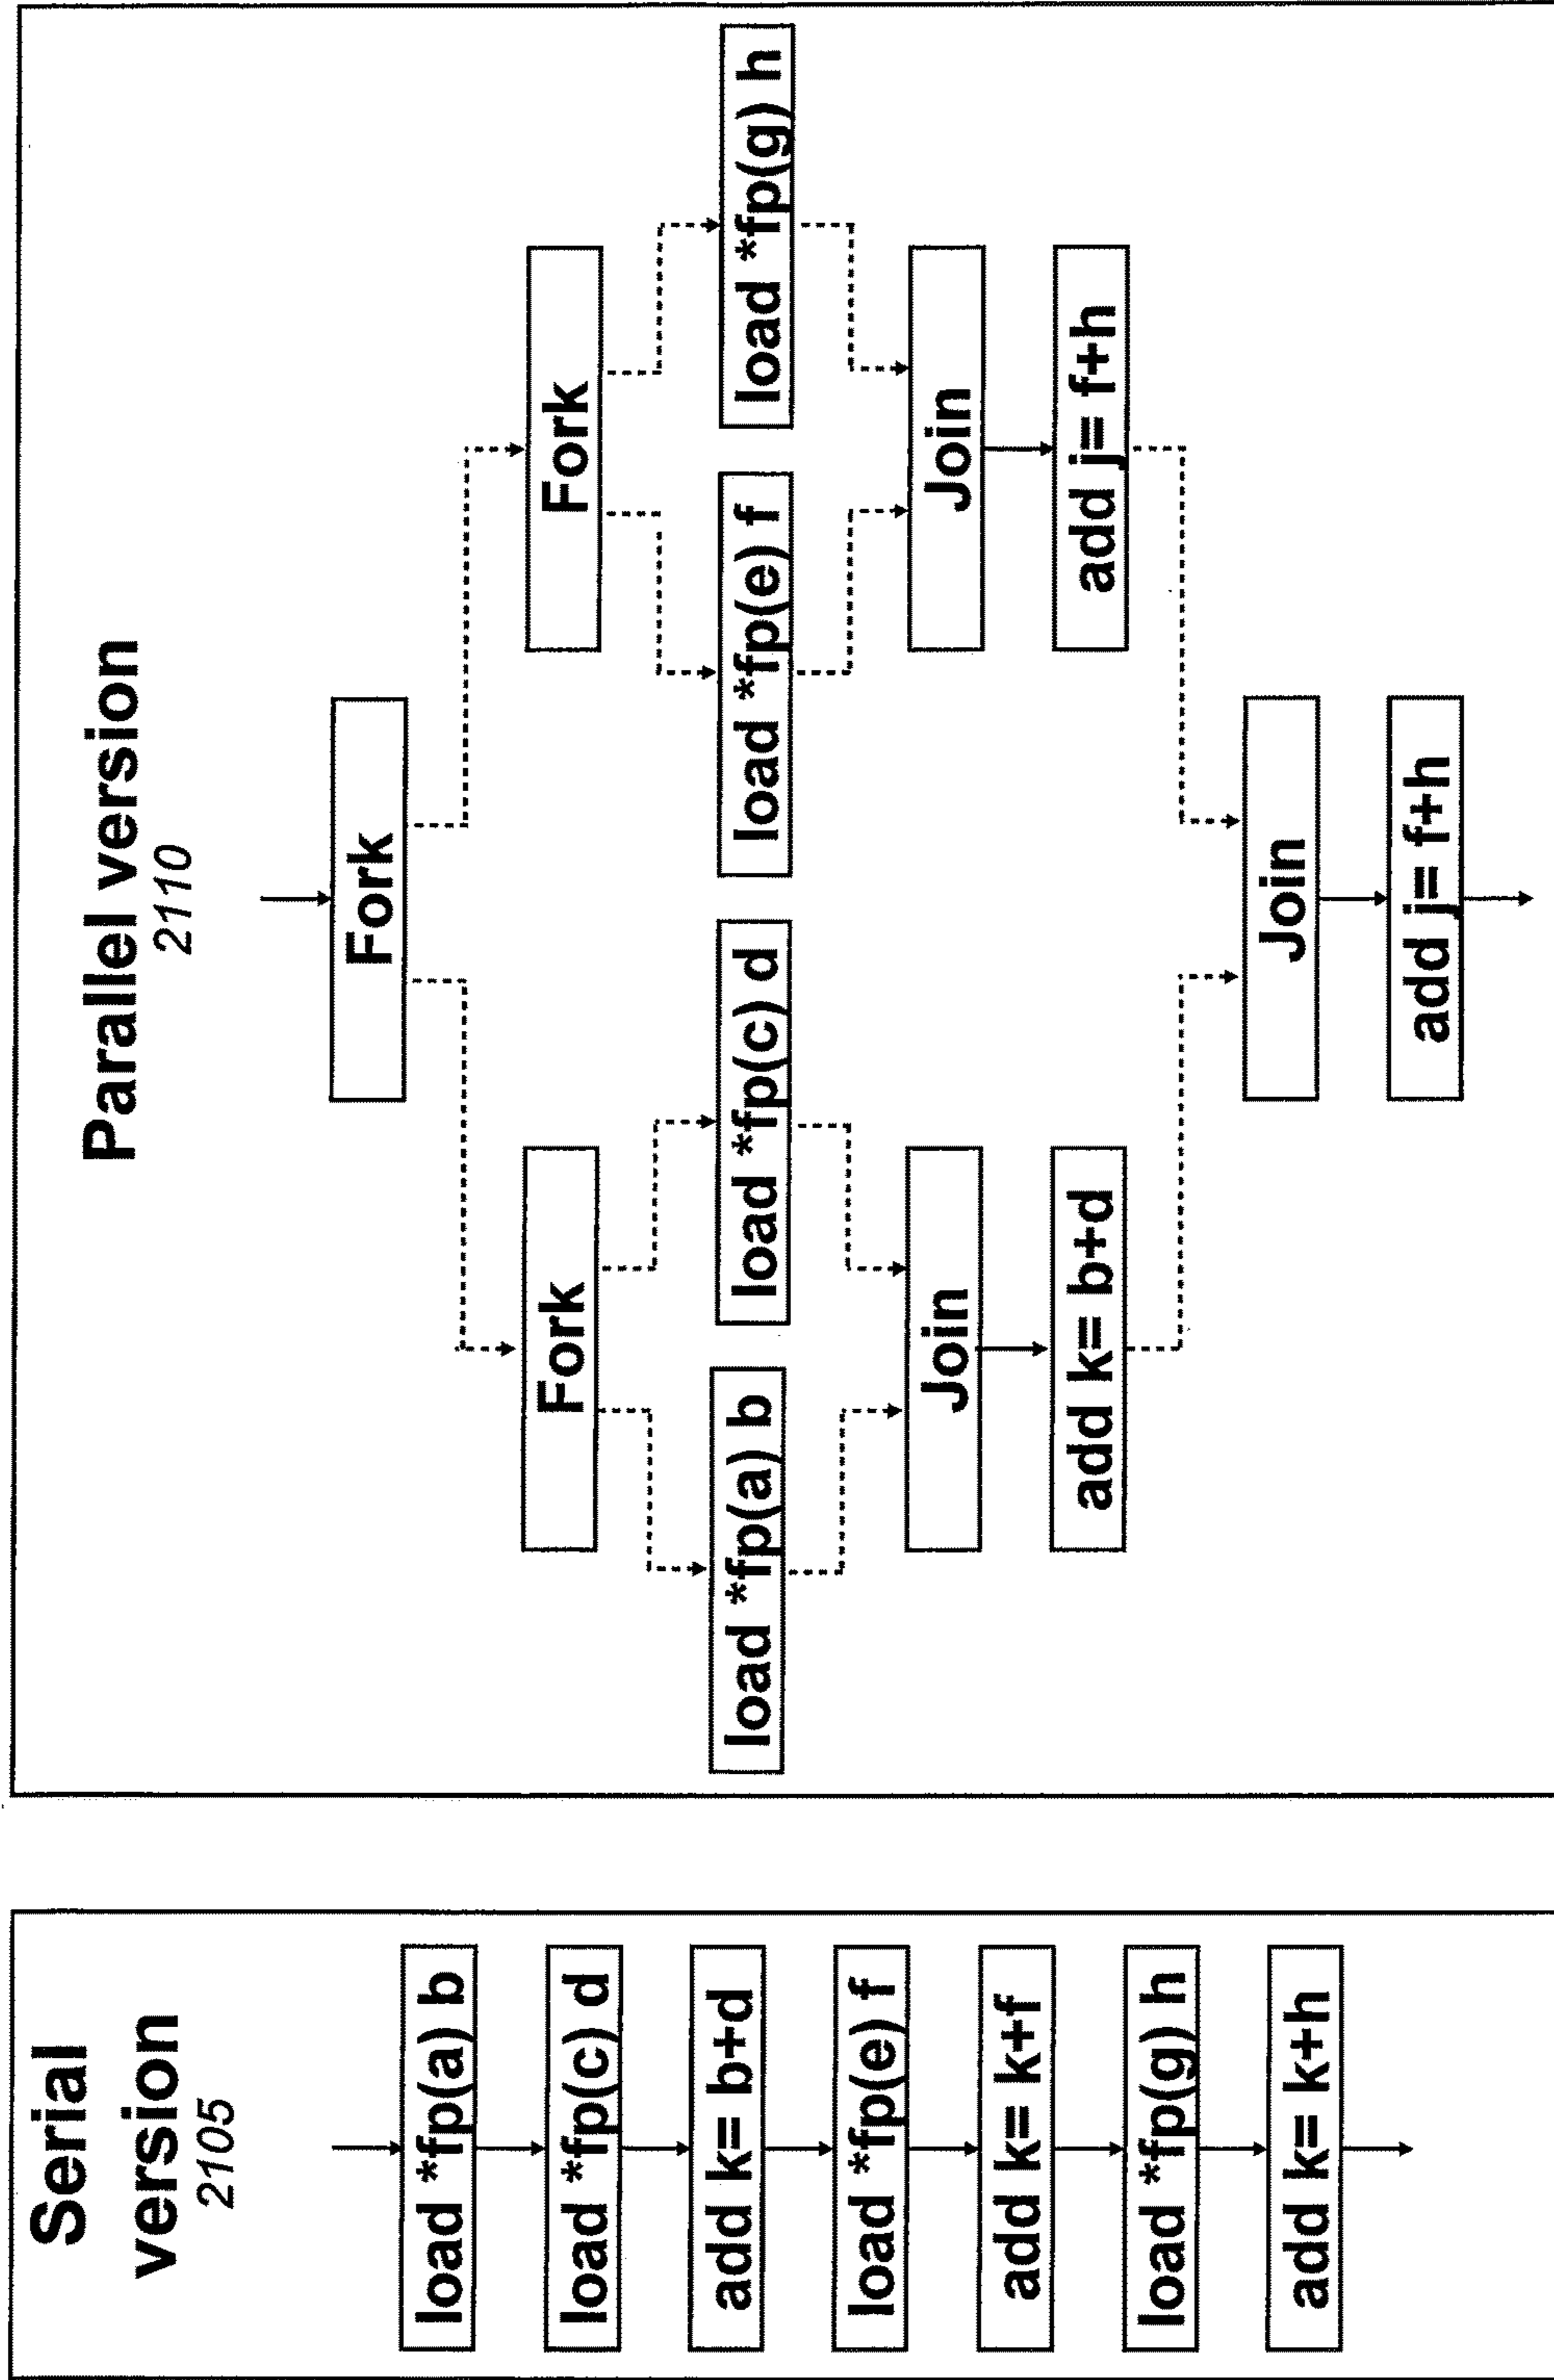 Serial
version
2105
load *fp(a) b
load *fp(c) d
add k= b+d
load *fp(e) f
add k= k+f
load *fp(g) h
add k= k+h
Parallel version
2110
Fork
Fork
Fork
load *fp(a) b
load *fp(c) d
load *fp(e) f
load *fp(g) h
Join
Join
add k= b+d
add j= f+h
Join
add j= f+h